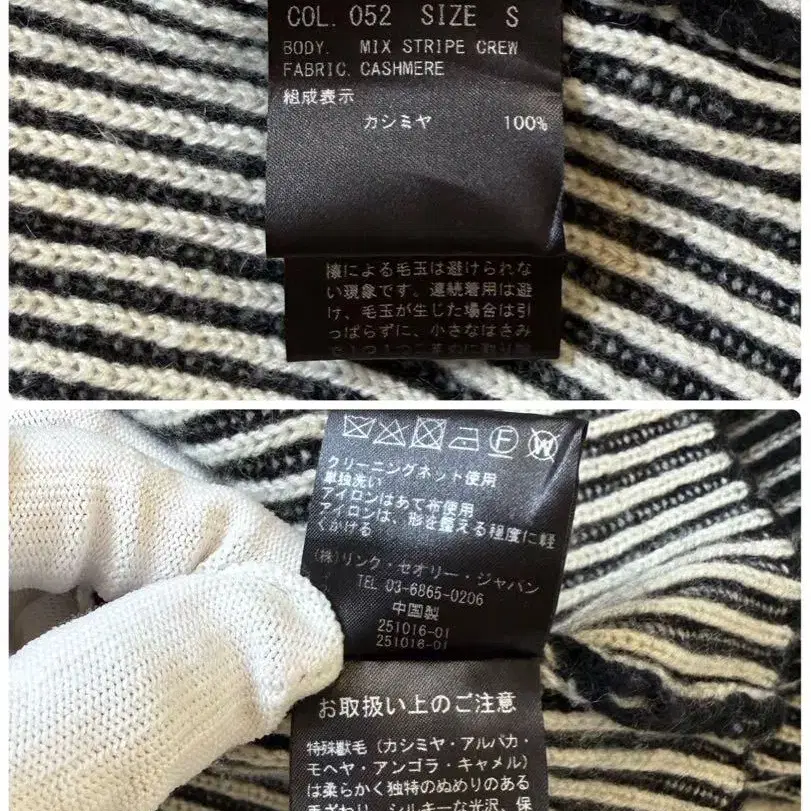 COL. 052 SIZE S
BODY. MIX STRIPE CREW
FABRIC. CASHMERE
組成表示
カシミヤ 100%
擦による毛玉は避けられな
い現象です。連続着用は避
け、毛玉が生じた場合は引
っぱらずに、小さなはさみ
クリーニングネット使用
単独洗い
アイロンはあて布使用
アイロンは、形を整える程度に軽
くかける
(株)リンク・セオリー・ジャパン
TEL 03-6865-0206
中国製
251016-01
251016-01
お取扱い上のご注意
特殊獣毛(カシミヤ・アルパカ・
モヘヤ・アンゴラ・キャメル)
は柔らかく独特のぬめりのある
手ざわり、シルキーな光沢、保